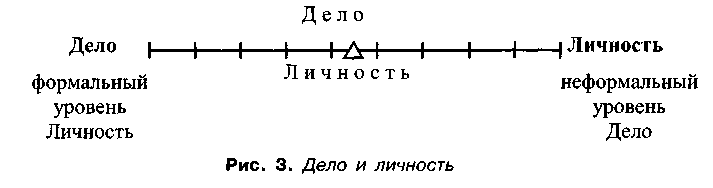 Дело
Дело Личность
Личность
формальный неформальный
уровень уровень
Личность Дело
Рис. 3. Дело и личность